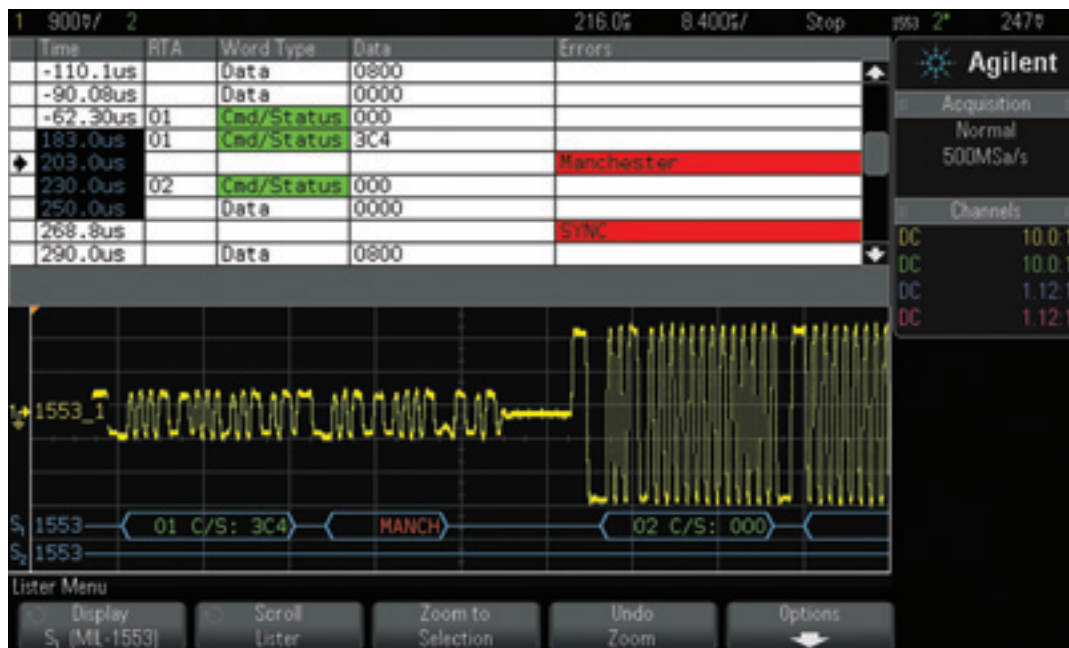 1 900▽/ 2 216.0s 8.400s/ Stop 1553 2 247▽
Time RTA Word Type Data Errors
-110.1us Data 0800
-90.08us Data 0000
-62.30us 01 Cmd/Status 000
183.0us 01 Cmd/Status 3C4
203.0us Manchester
230.0us 02 Cmd/Status 000
250.0us Data 0000
268.8us SYNC
290.0us Data 0800
Agilent
Acquisition
Normal
500MSa/s
Channels
DC 10.0:1
DC 10.0:1
DC 1.12:1
DC 1.12:1
1553_1
S1 1553 01 C/S: 3C4 MANCH 02 C/S: 000
S2 1553
Lister Menu
Display
S1 (MIL-1553)
Scroll
Lister
Zoom to
Selection
Undo
Zoom
Options